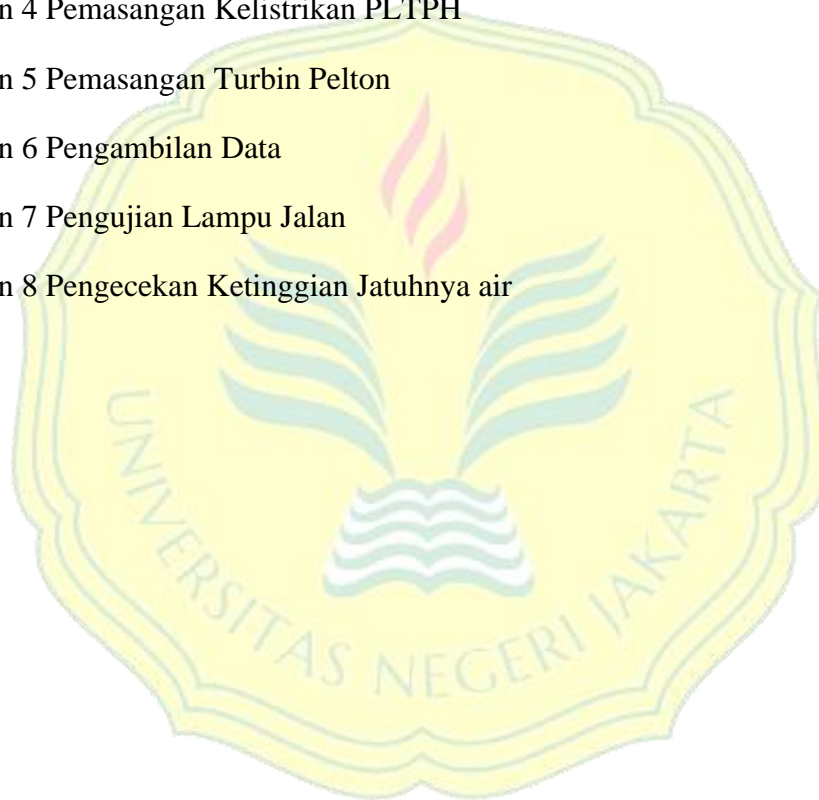 n 4 Pemasangan Kelistrikan PLTPH
n 5 Pemasangan Turbin Pelton
n 6 Pengambilan Data
n 7 Pengujian Lampu Jalan
n 8 Pengecekan Ketinggian Jatuhnya air
UNIVERSITAS NEGERI JAKARTA